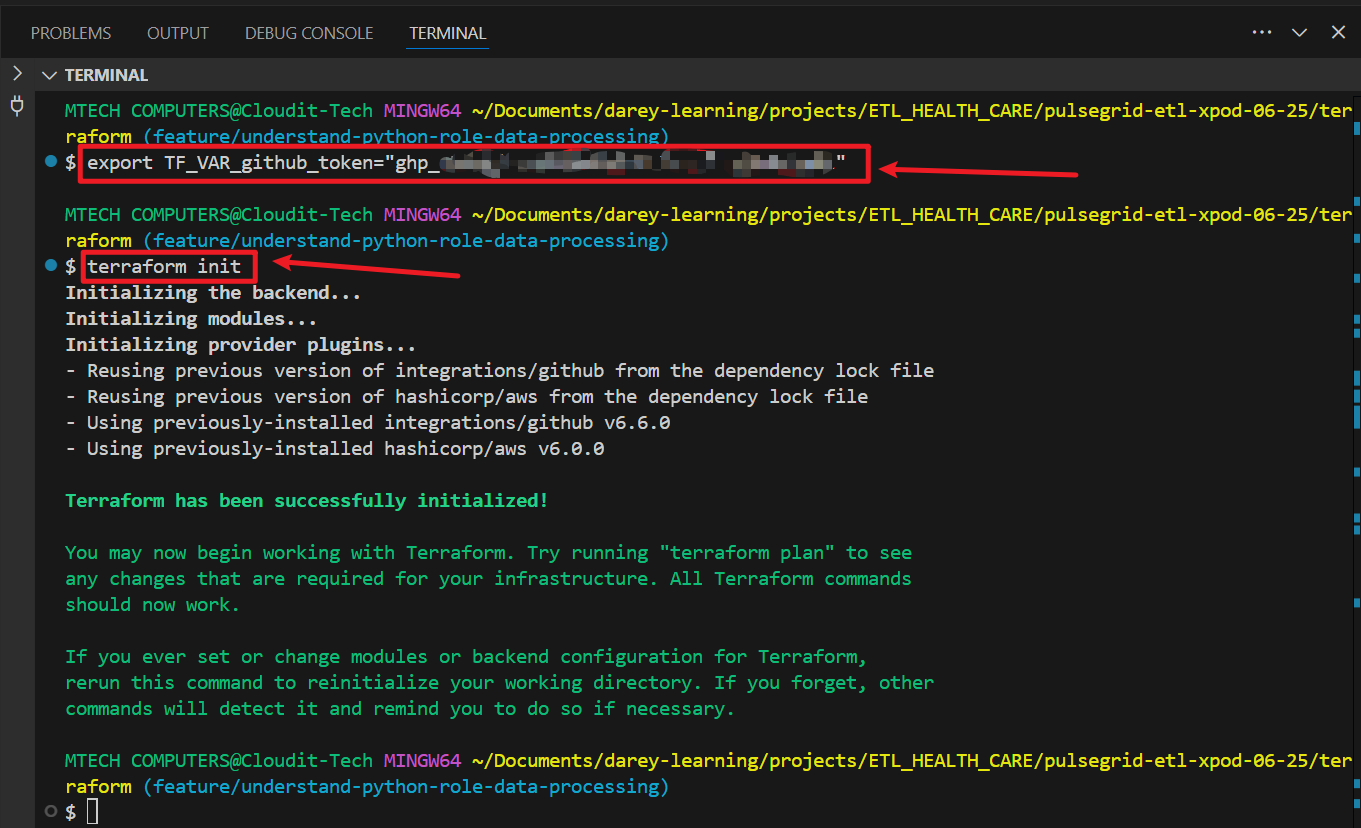 PROBLEMS OUTPUT DEBUG CONSOLE TERMINAL
TERMINAL
MTECH COMPUTERS@Cloudit-Tech MINGW64 ~/Documents/darey-learning/projects/ETL_HEALTH_CARE/pulsegrid-etl-xpod-06-25/ter
raform (feature/understand-python-role-data-processing)
$ export TF_VAR_github_token="ghp_ "
MTECH COMPUTERS@Cloudit-Tech MINGW64 ~/Documents/darey-learning/projects/ETL_HEALTH_CARE/pulsegrid-etl-xpod-06-25/ter
raform (feature/understand-python-role-data-processing)
$ terraform init
Initializing the backend...
Initializing modules...
Initializing provider plugins...
- Reusing previous version of integrations/github from the dependency lock file
- Reusing previous version of hashicorp/aws from the dependency lock file
- Using previously-installed integrations/github v6.6.0
- Using previously-installed hashicorp/aws v6.0.0
Terraform has been successfully initialized!
You may now begin working with Terraform. Try running "terraform plan" to see
any changes that are required for your infrastructure. All Terraform commands
should now work.
If you ever set or change modules or backend configuration for Terraform,
rerun this command to reinitialize your working directory. If you forget, other
commands will detect it and remind you to do so if necessary.
MTECH COMPUTERS@Cloudit-Tech MINGW64 ~/Documents/darey-learning/projects/ETL_HEALTH_CARE/pulsegrid-etl-xpod-06-25/ter
raform (feature/understand-python-role-data-processing)
$